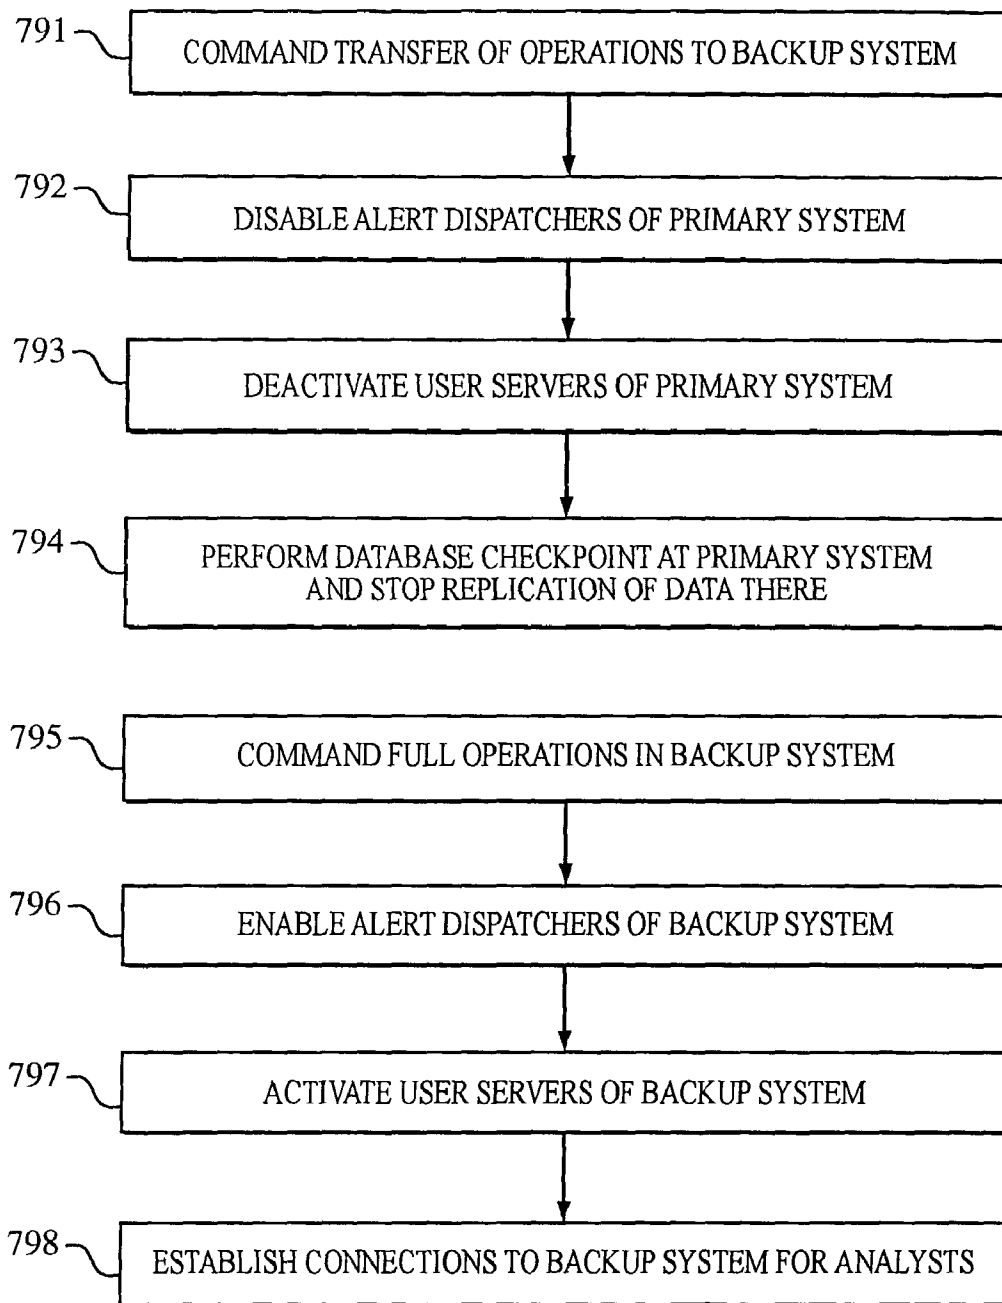 791
COMMAND TRANSFER OF OPERATIONS TO BACKUP SYSTEM
792
DISABLE ALERT DISPATCHERS OF PRIMARY SYSTEM
793
DEACTIVATE USER SERVERS OF PRIMARY SYSTEM
794
PERFORM DATABASE CHECKPOINT AT PRIMARY SYSTEM
AND STOP REPLICATION OF DATA THERE
795
COMMAND FULL OPERATIONS IN BACKUP SYSTEM
796
ENABLE ALERT DISPATCHERS OF BACKUP SYSTEM
797
ACTIVATE USER SERVERS OF BACKUP SYSTEM
798
ESTABLISH CONNECTIONS TO BACKUP SYSTEM FOR ANALYSTS